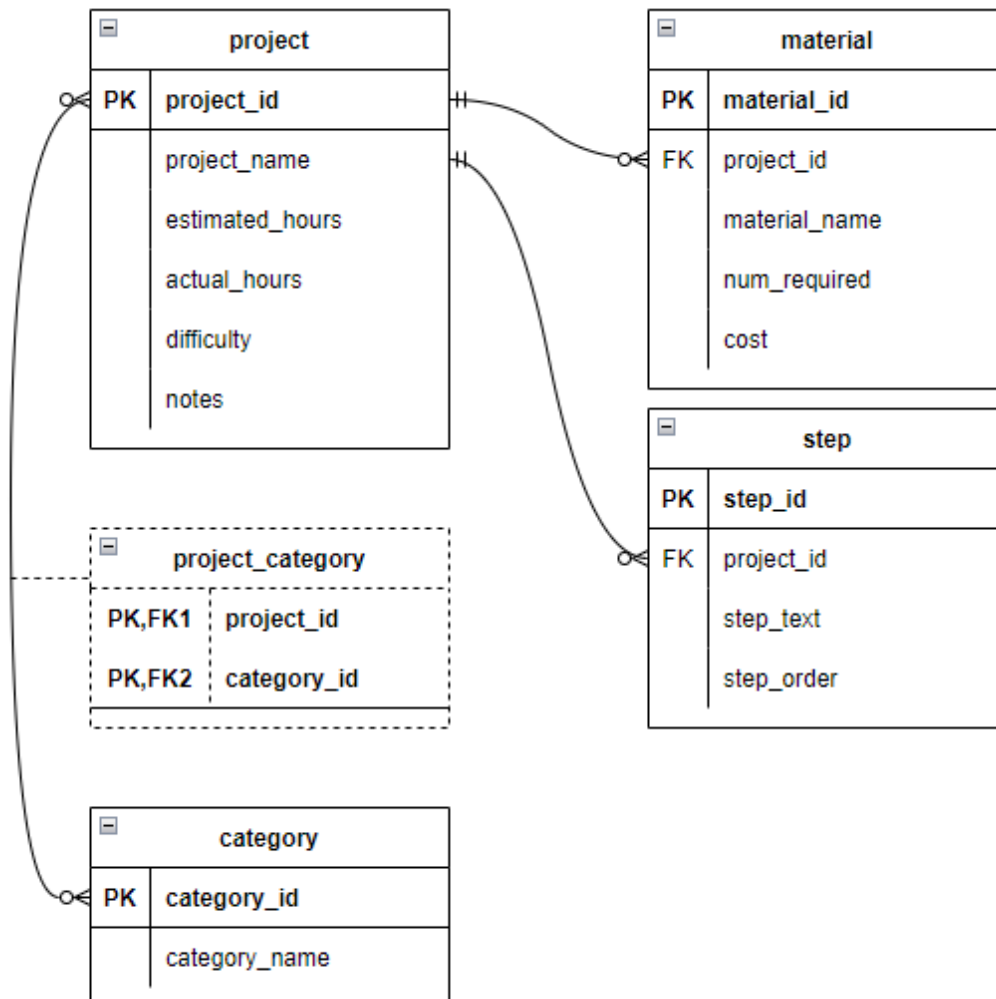 project
PK project_id
project_name
estimated_hours
actual_hours
difficulty
notes
material
PK material_id
FK project_id
material_name
num_required
cost
step
PK step_id
FK project_id
step_text
step_order
project_category
PK,FK1 project_id
PK,FK2 category_id
category
PK category_id
category_name